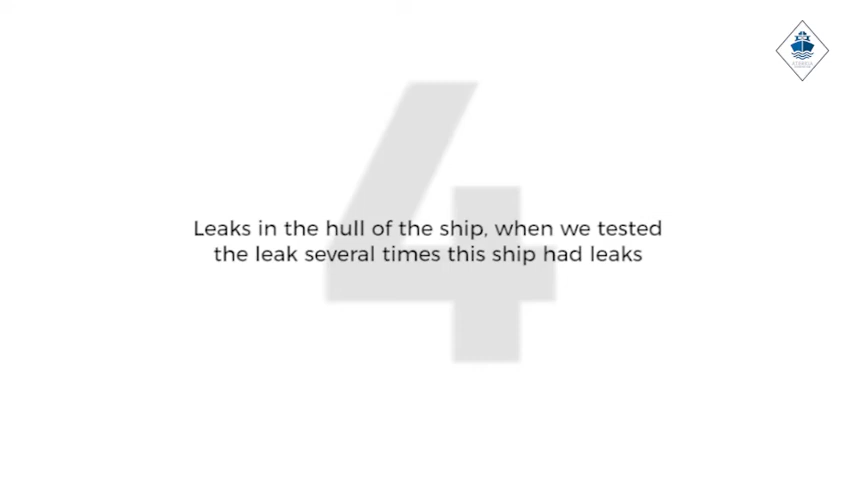 4
Leaks in the hull of the ship, when we tested
the leak several times this ship had leaks